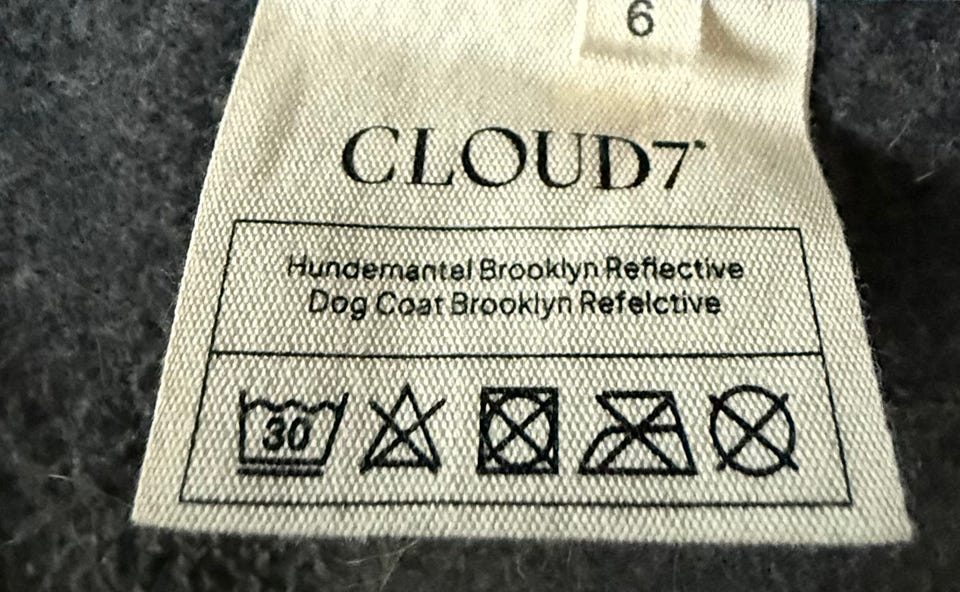 6
CLOUD7
Hundemantel Brooklyn Reflective
Dog Coat Brooklyn Refelctive
30